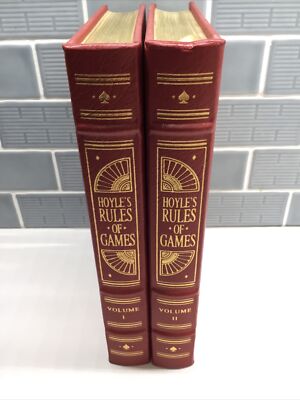 HOYLE'S
RULES
OF
GAMES
VOLUME
I
HOYLE'S
RULES
OF
GAMES
VOLUME
II